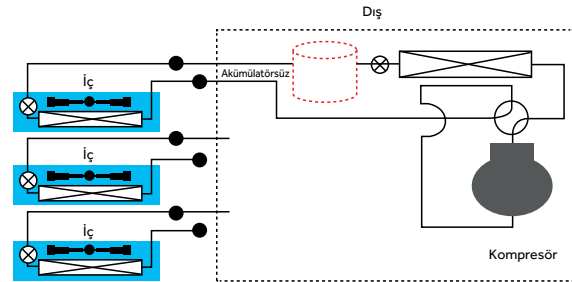 Dış
Akümülatörsüz
İç
İç
İç
Kompresör